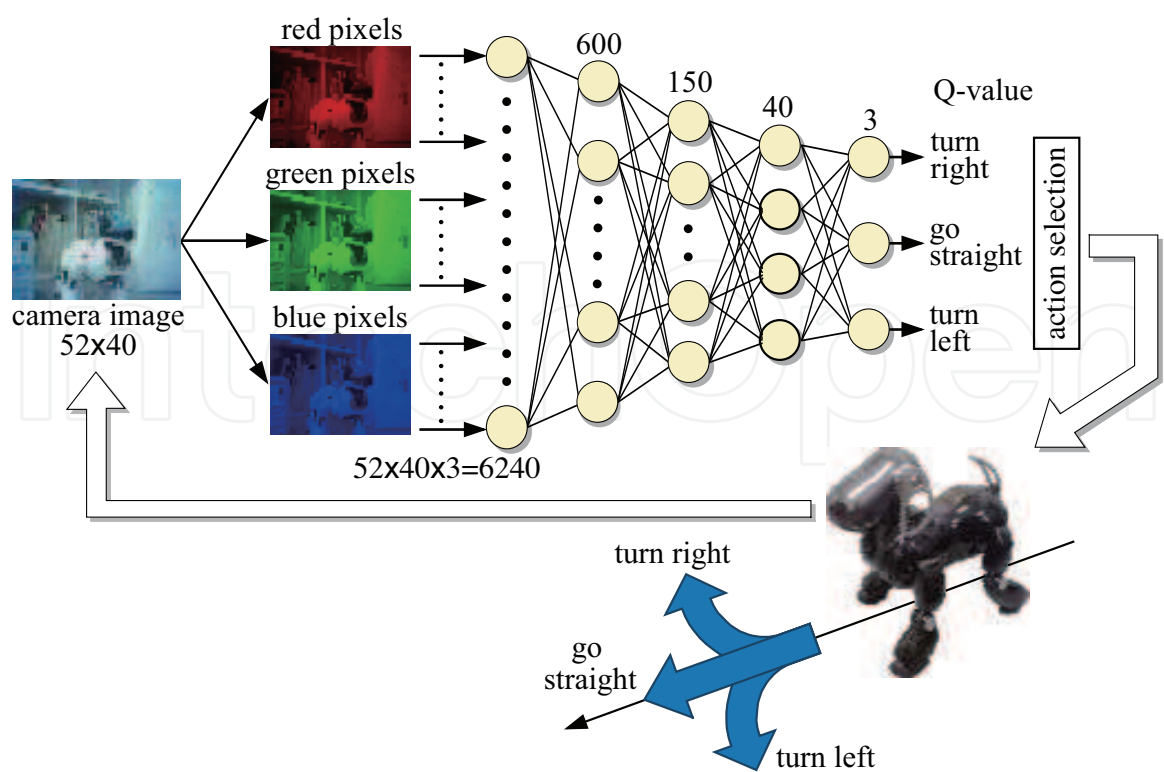 red pixels
600
150
40
3
Q-value
turn
right
green pixels
go
straight
action selection
camera image
52x40
blue pixels
turn
left
52x40x3=6240
turn right
go
straight
turn left
InTechOpen